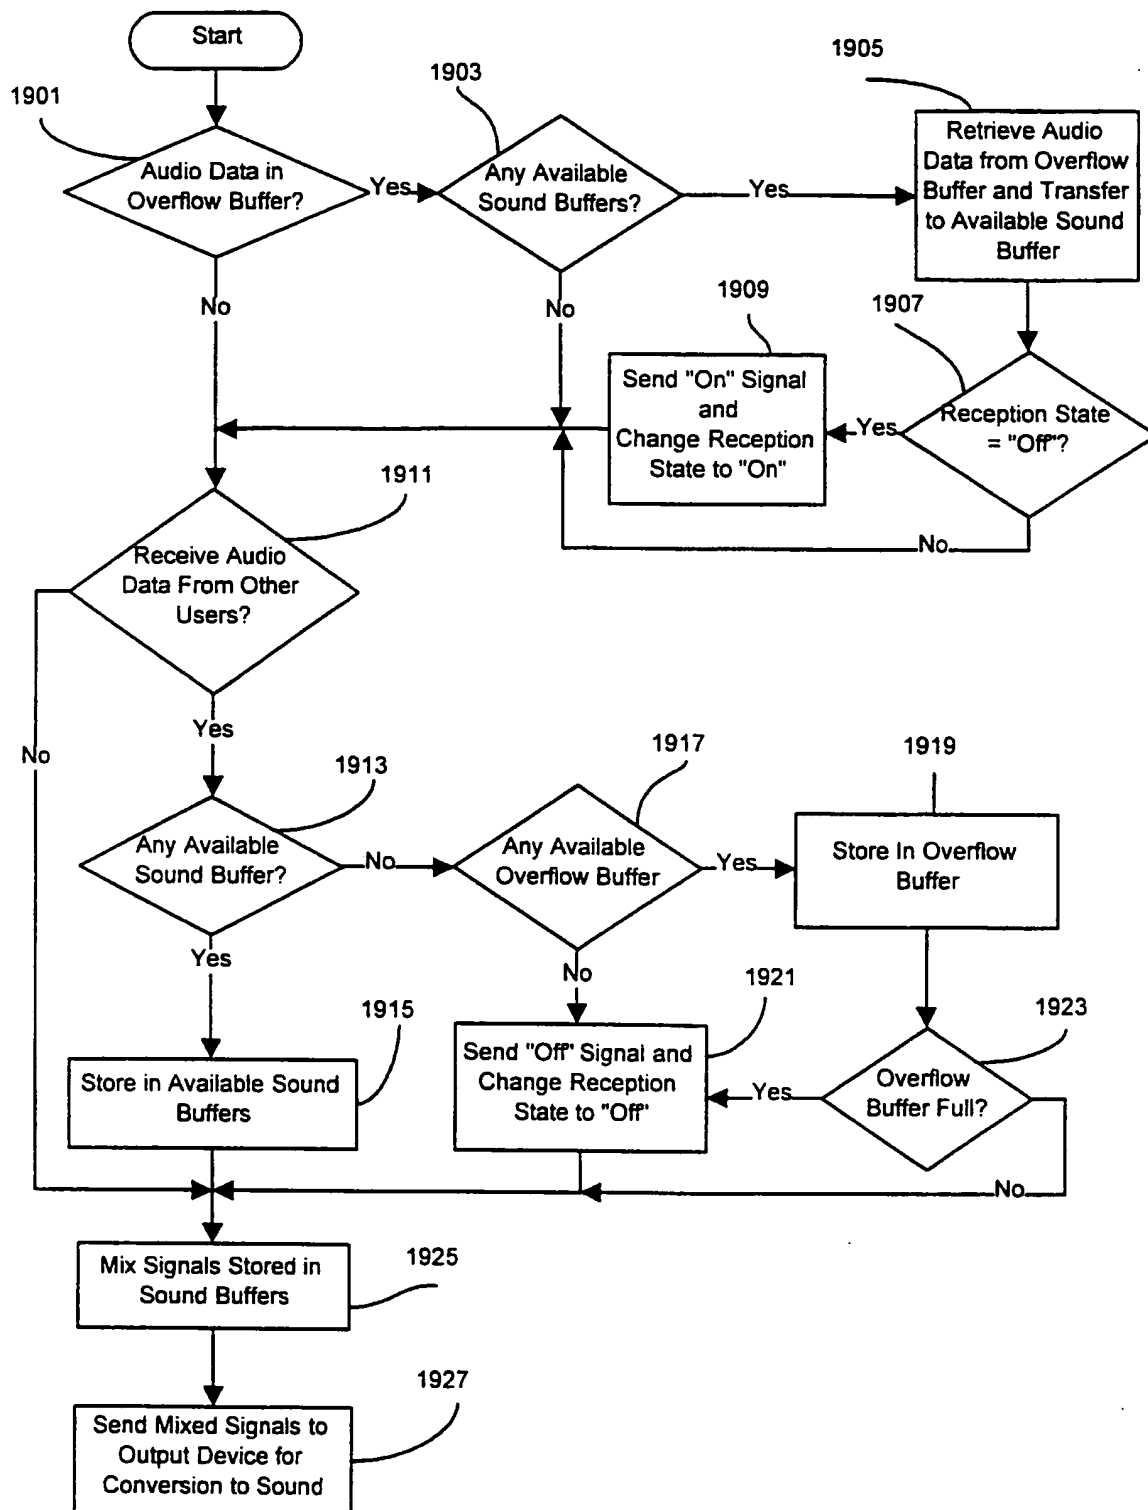 Start
1901
Audio Data in
Overflow Buffer?
Yes
No
1903
Any Available
Sound Buffers?
Yes
No
1905
Retrieve Audio
Data from Overflow
Buffer and Transfer
to Available Sound
Buffer
1907
Reception State
= "Off"?
Yes
No
1909
Send "On" Signal
and
Change Reception
State to "On"
1911
Receive Audio
Data From Other
Users?
Yes
No
1913
Any Available
Sound Buffer?
No
Yes
1917
Any Available
Overflow Buffer
Yes
No
1919
Store In Overflow
Buffer
1915
Store in Available Sound
Buffers
1921
Send "Off" Signal and
Change Reception
State to "Off"
1923
Overflow
Buffer Full?
Yes
No
1925
Mix Signals Stored in
Sound Buffers
1927
Send Mixed Signals to
Output Device for
Conversion to Sound